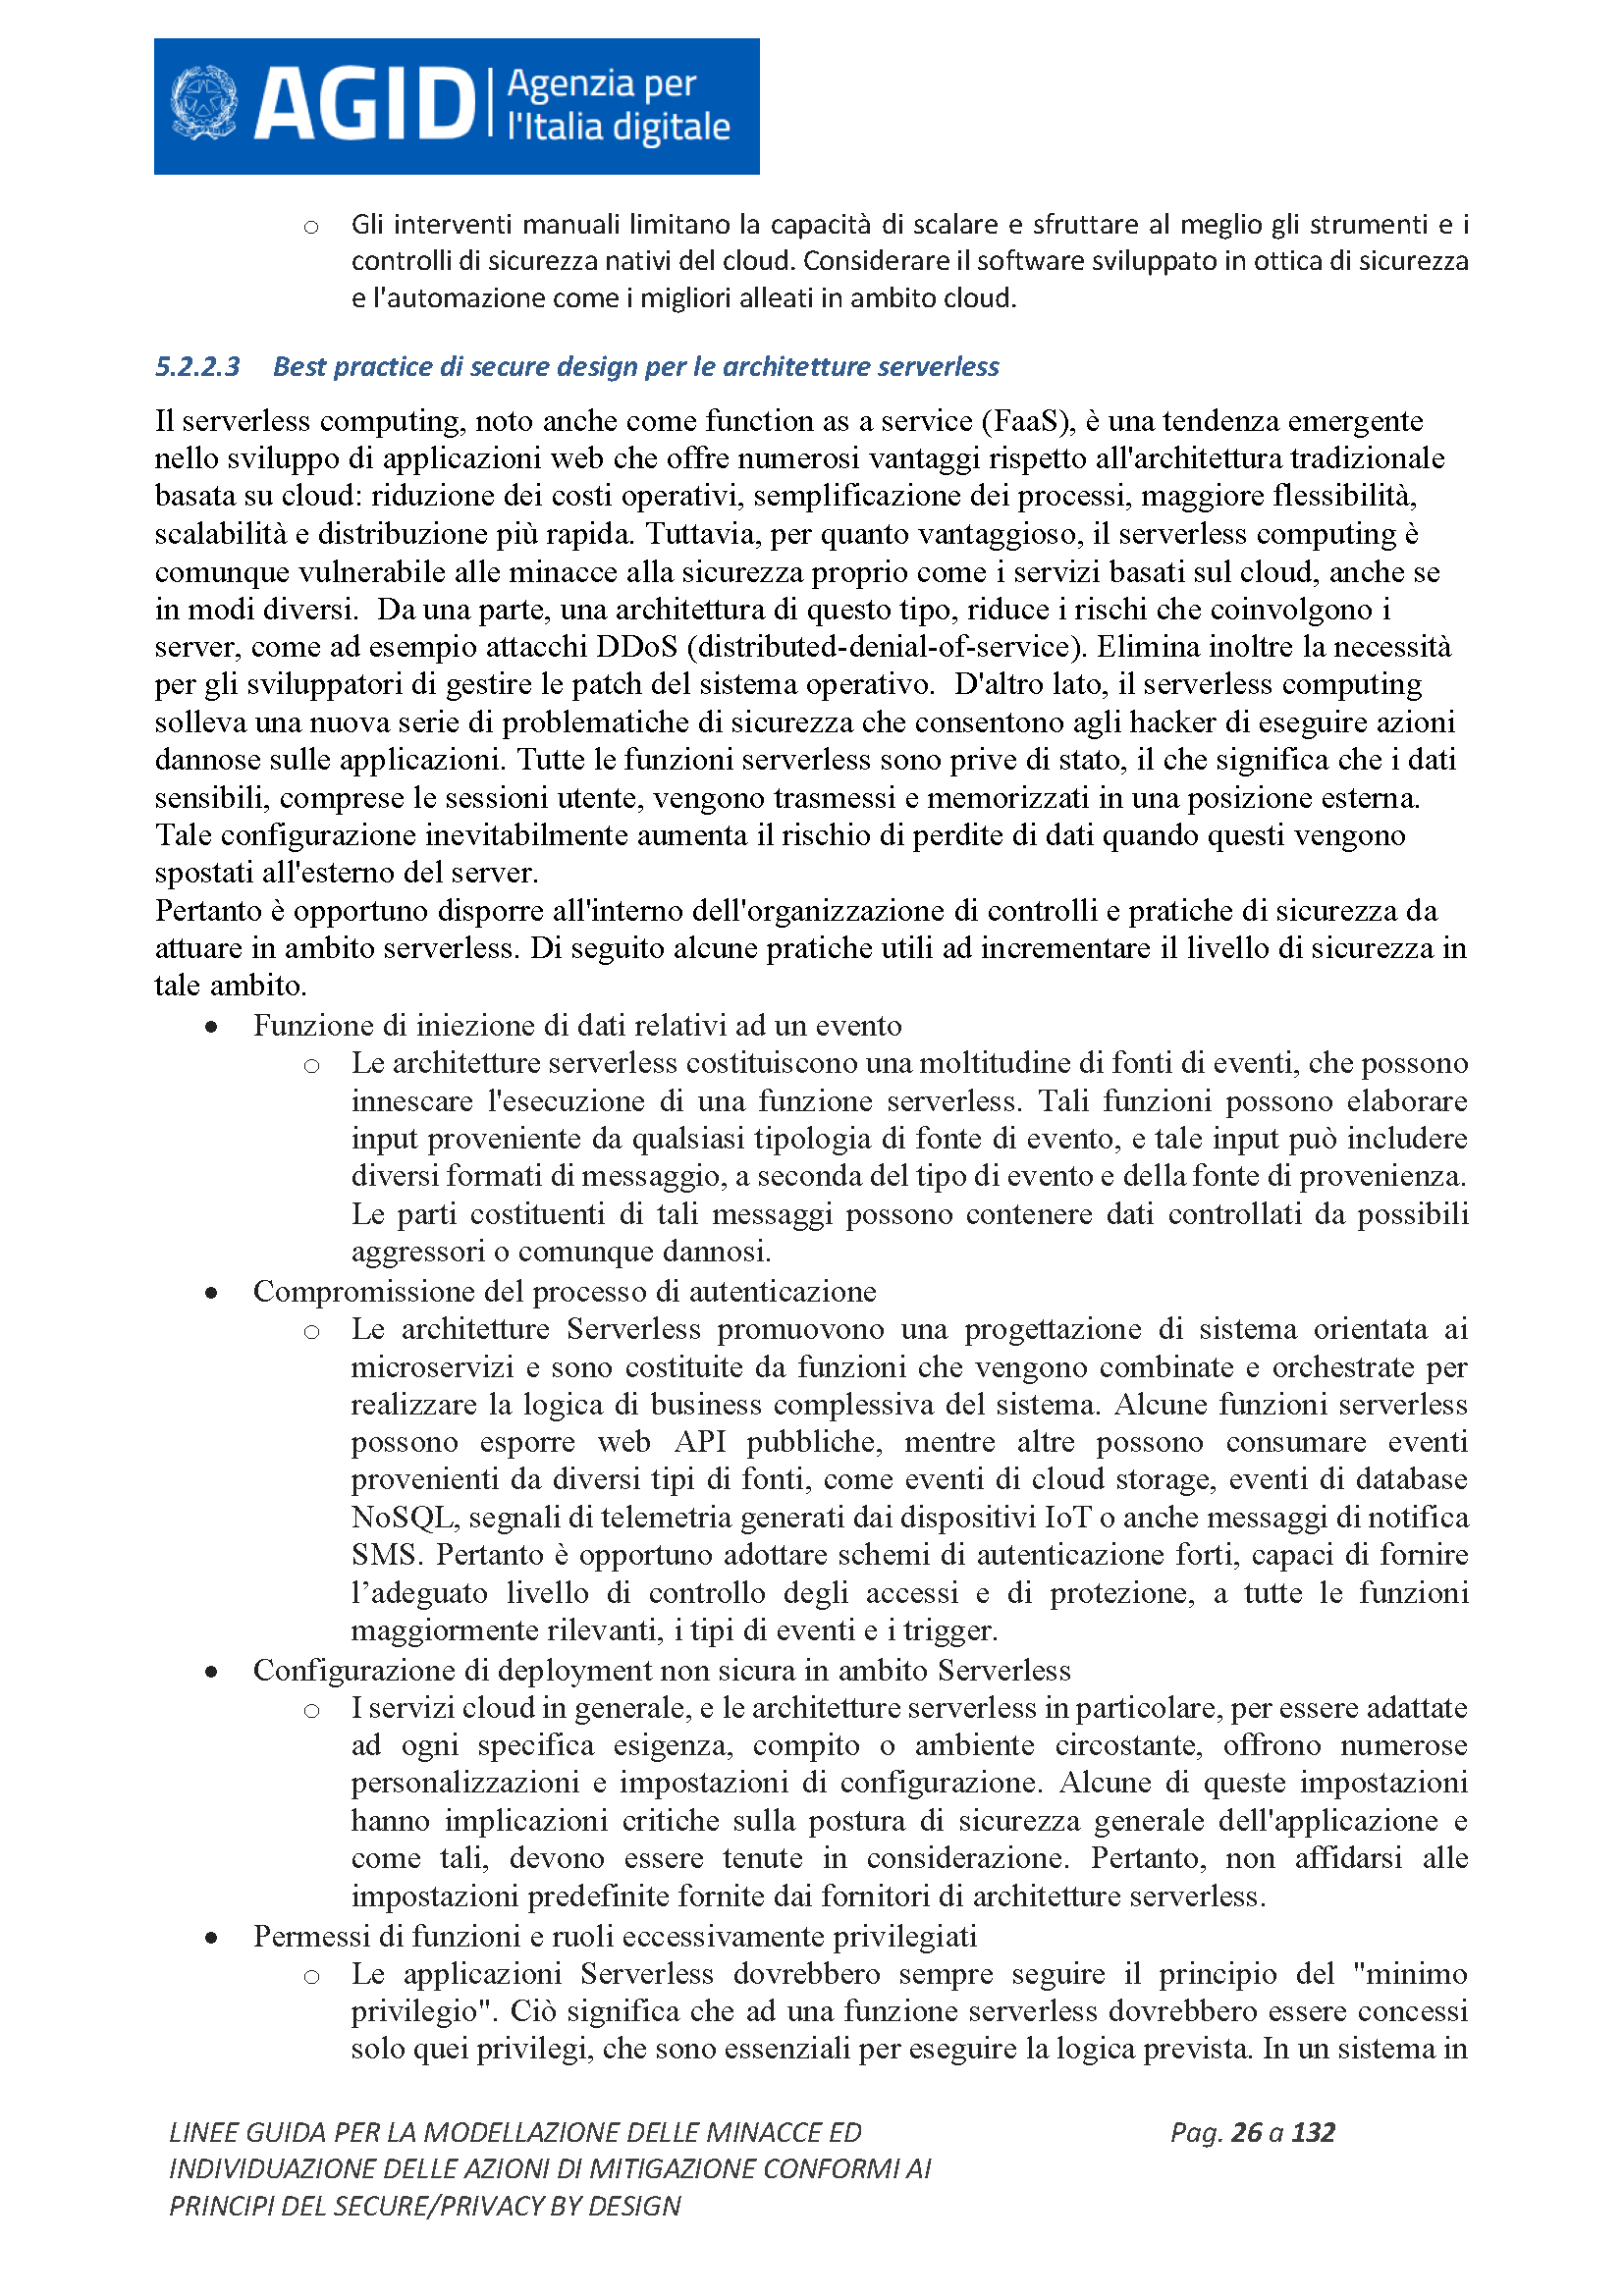 AGID Agenzia per
l'Italia digitale
o Gli interventi manuali limitano la capacità di scalare e sfruttare al meglio gli strumenti e i
controlli di sicurezza nativi del cloud. Considerare il software sviluppato in ottica di sicurezza
e l'automazione come i migliori alleati in ambito cloud.
5.2.2.3 Best practice di secure design per le architetture serverless
Il serverless computing, noto anche come function as a service (FaaS), è una tendenza emergente
nello sviluppo di applicazioni web che offre numerosi vantaggi rispetto all'architettura tradizionale
basata su cloud: riduzione dei costi operativi, semplificazione dei processi, maggiore flessibilità,
scalabilità e distribuzione più rapida. Tuttavia, per quanto vantaggioso, il serverless computing è
comunque vulnerabile alle minacce alla sicurezza proprio come i servizi basati sul cloud, anche se
in modi diversi. Da una parte, una architettura di questo tipo, riduce i rischi che coinvolgono i
server, come ad esempio attacchi DDoS (distributed-denial-of-service). Elimina inoltre la necessità
per gli sviluppatori di gestire le patch del sistema operativo. D'altro lato, il serverless computing
solleva una nuova serie di problematiche di sicurezza che consentono agli hacker di eseguire azioni
dannose sulle applicazioni. Tutte le funzioni serverless sono prive di stato, il che significa che i dati
sensibili, comprese le sessioni utente, vengono trasmessi e memorizzati in una posizione esterna.
Tale configurazione inevitabilmente aumenta il rischio di perdite di dati quando questi vengono
spostati all'esterno del server.
Pertanto è opportuno disporre all'interno dell'organizzazione di controlli e pratiche di sicurezza da
attuare in ambito serverless. Di seguito alcune pratiche utili ad incrementare il livello di sicurezza in
tale ambito.
• Funzione di iniezione di dati relativi ad un evento
o Le architetture serverless costituiscono una moltitudine di fonti di eventi, che possono
innescare l'esecuzione di una funzione serverless. Tali funzioni possono elaborare
input proveniente da qualsiasi tipologia di fonte di evento, e tale input può includere
diversi formati di messaggio, a seconda del tipo di evento e della fonte di provenienza.
Le parti costituenti di tali messaggi possono contenere dati controllati da possibili
aggressori o comunque dannosi.
• Compromissione del processo di autenticazione
o Le architetture Serverless promuovono una progettazione di sistema orientata ai
microservizi e sono costituite da funzioni che vengono combinate e orchestrate per
realizzare la logica di business complessiva del sistema. Alcune funzioni serverless
possono esporre web API pubbliche, mentre altre possono consumare eventi
provenienti da diversi tipi di fonti, come eventi di cloud storage, eventi di database
NoSQL, segnali di telemetria generati dai dispositivi IoT o anche messaggi di notifica
SMS. Pertanto è opportuno adottare schemi di autenticazione forti, capaci di fornire
l’adeguato livello di controllo degli accessi e di protezione, a tutte le funzioni
maggiormente rilevanti, i tipi di eventi e i trigger.
• Configurazione di deployment non sicura in ambito Serverless
o I servizi cloud in generale, e le architetture serverless in particolare, per essere adattate
ad ogni specifica esigenza, compito o ambiente circostante, offrono numerose
personalizzazioni e impostazioni di configurazione. Alcune di queste impostazioni
hanno implicazioni critiche sulla postura di sicurezza generale dell'applicazione e
come tali, devono essere tenute in considerazione. Pertanto, non affidarsi alle
impostazioni predefinite fornite dai fornitori di architetture serverless.
• Permessi di funzioni e ruoli eccessivamente privilegiati
o Le applicazioni Serverless dovrebbero sempre seguire il principio del "minimo
privilegio". Ciò significa che ad una funzione serverless dovrebbero essere concessi
solo quei privilegi, che sono essenziali per eseguire la logica prevista. In un sistema in
LINEE GUIDA PER LA MODELLAZIONE DELLE MINACCE ED Pag. 26 a 132
INDIVIDUAZIONE DELLE AZIONI DI MITIGAZIONE CONFORMI AI
PRINCIPI DEL SECURE/PRIVACY BY DESIGN